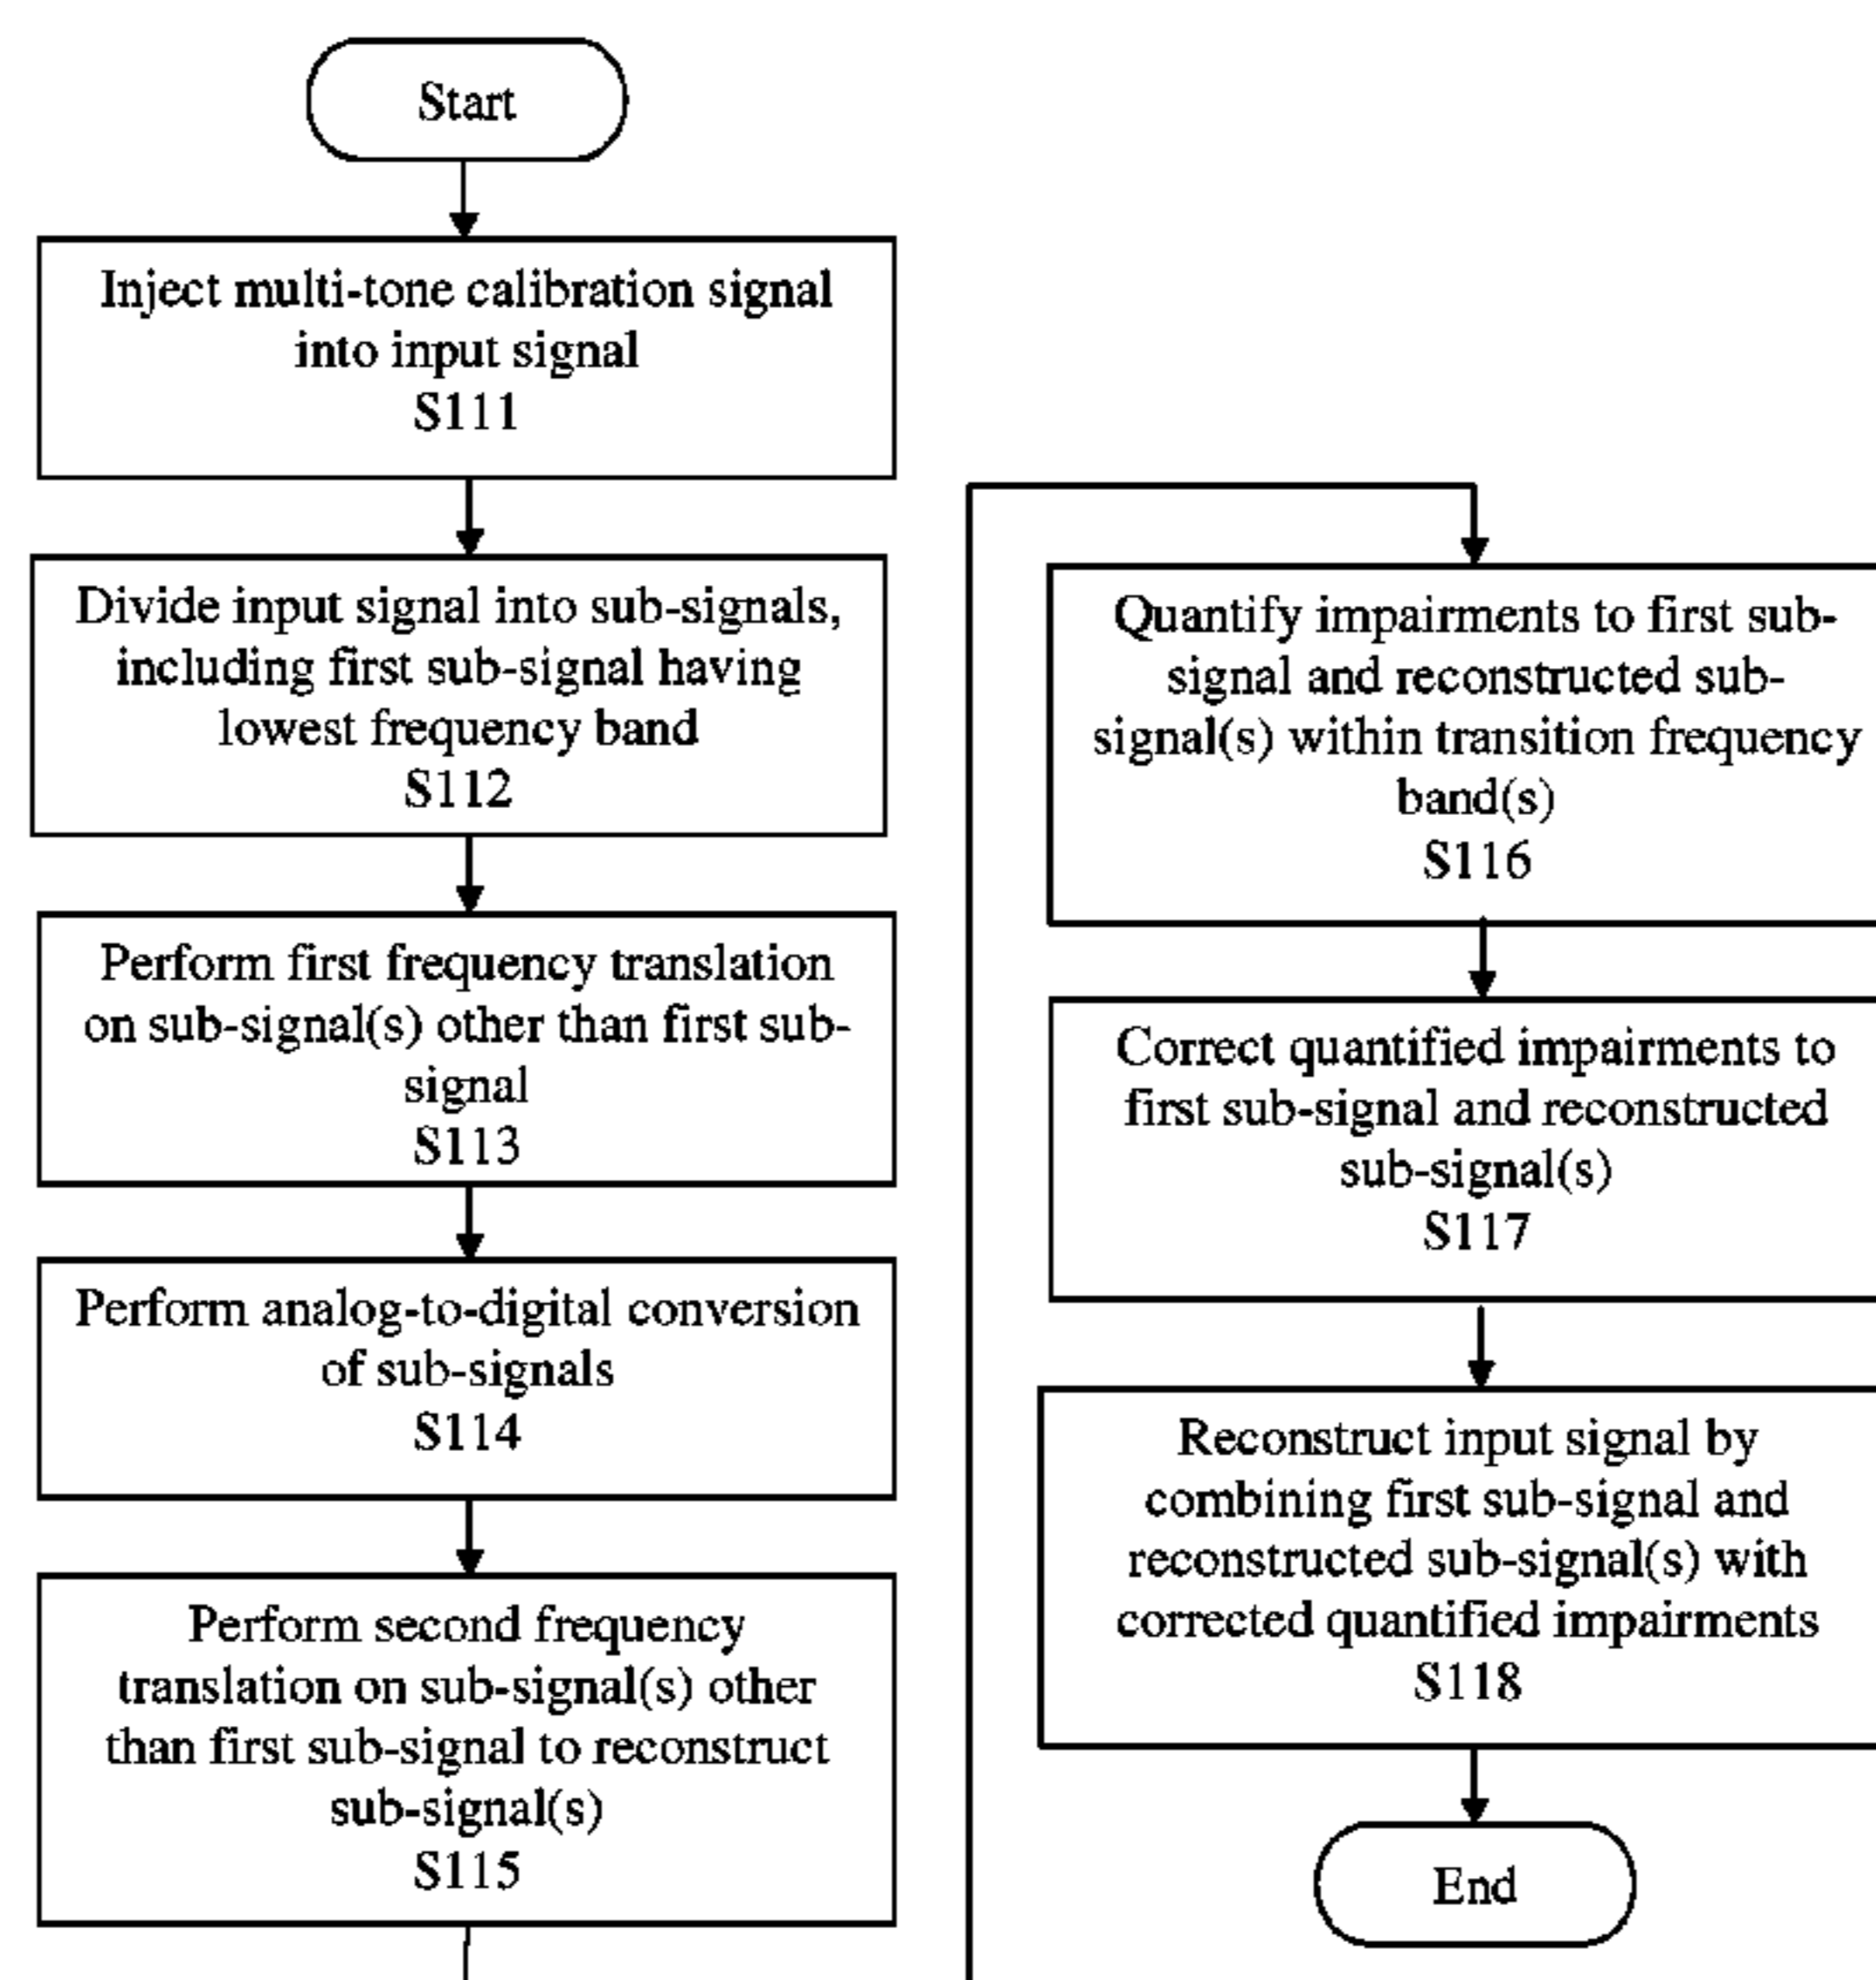 Start
Inject multi-tone calibration signal
into input signal
S111
Divide input signal into sub-signals,
including first sub-signal having
lowest frequency band
S112
Perform first frequency translation
on sub-signal(s) other than first sub-
signal
S113
Perform analog-to-digital conversion
of sub-signals
S114
Perform second frequency
translation on sub-signal(s) other
than first sub-signal to reconstruct
sub-signal(s)
S115
Quantify impairments to first sub-
signal and reconstructed sub-
signal(s) within transition frequency
band(s)
S116
Correct quantified impairments to
first sub-signal and reconstructed
sub-signal(s)
S117
Reconstruct input signal by
combining first sub-signal and
reconstructed sub-signal(s) with
corrected quantified impairments
S118
End